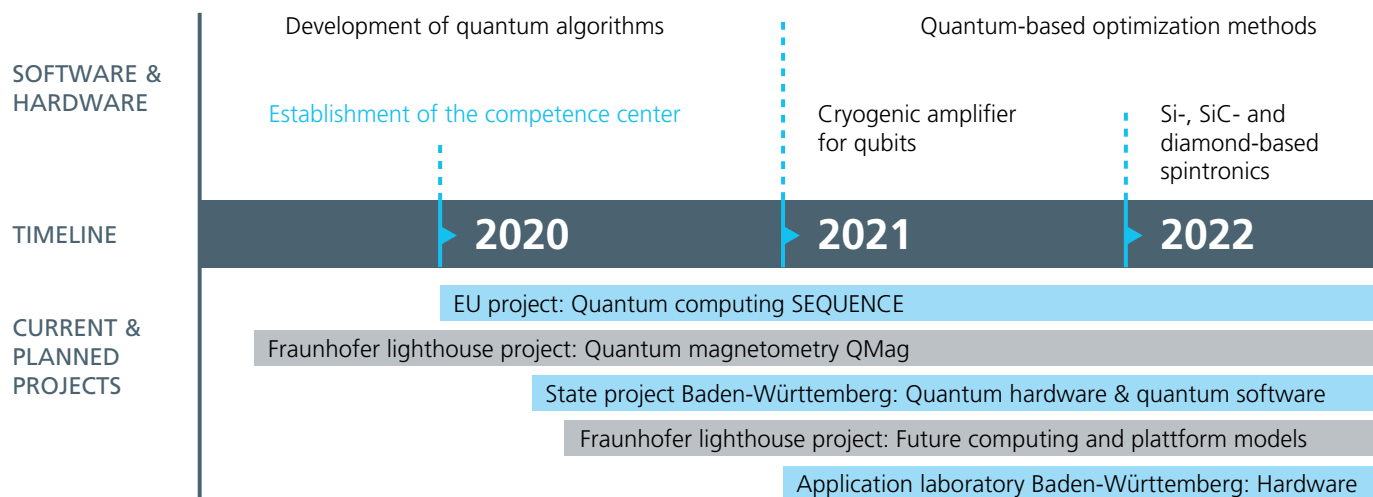 Development of quantum algorithms
Quantum-based optimization methods
SOFTWARE &
HARDWARE
Establishment of the competence center
Cryogenic amplifier
for qubits
Si-, SiC- and
diamond-based
spintronics
TIMELINE
2020
2021
2022
CURRENT &
PLANNED
PROJECTS
EU project: Quantum computing SEQUENCE
Fraunhofer lighthouse project: Quantum magnetometry QMag
State project Baden-Württemberg: Quantum hardware & quantum software
Fraunhofer lighthouse project: Future computing and plattform models
Application laboratory Baden-Württemberg: Hardware